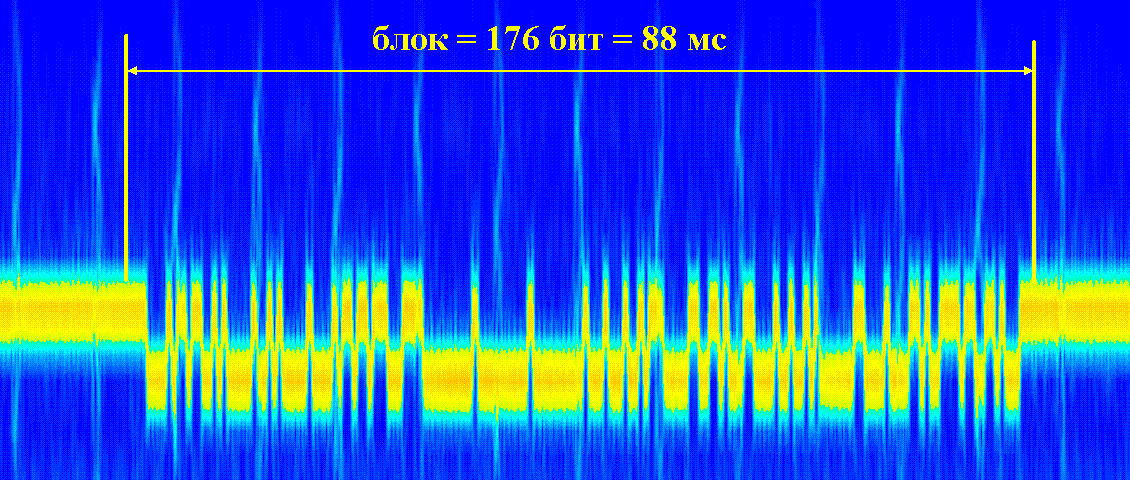 блок = 176 бит = 88 мс